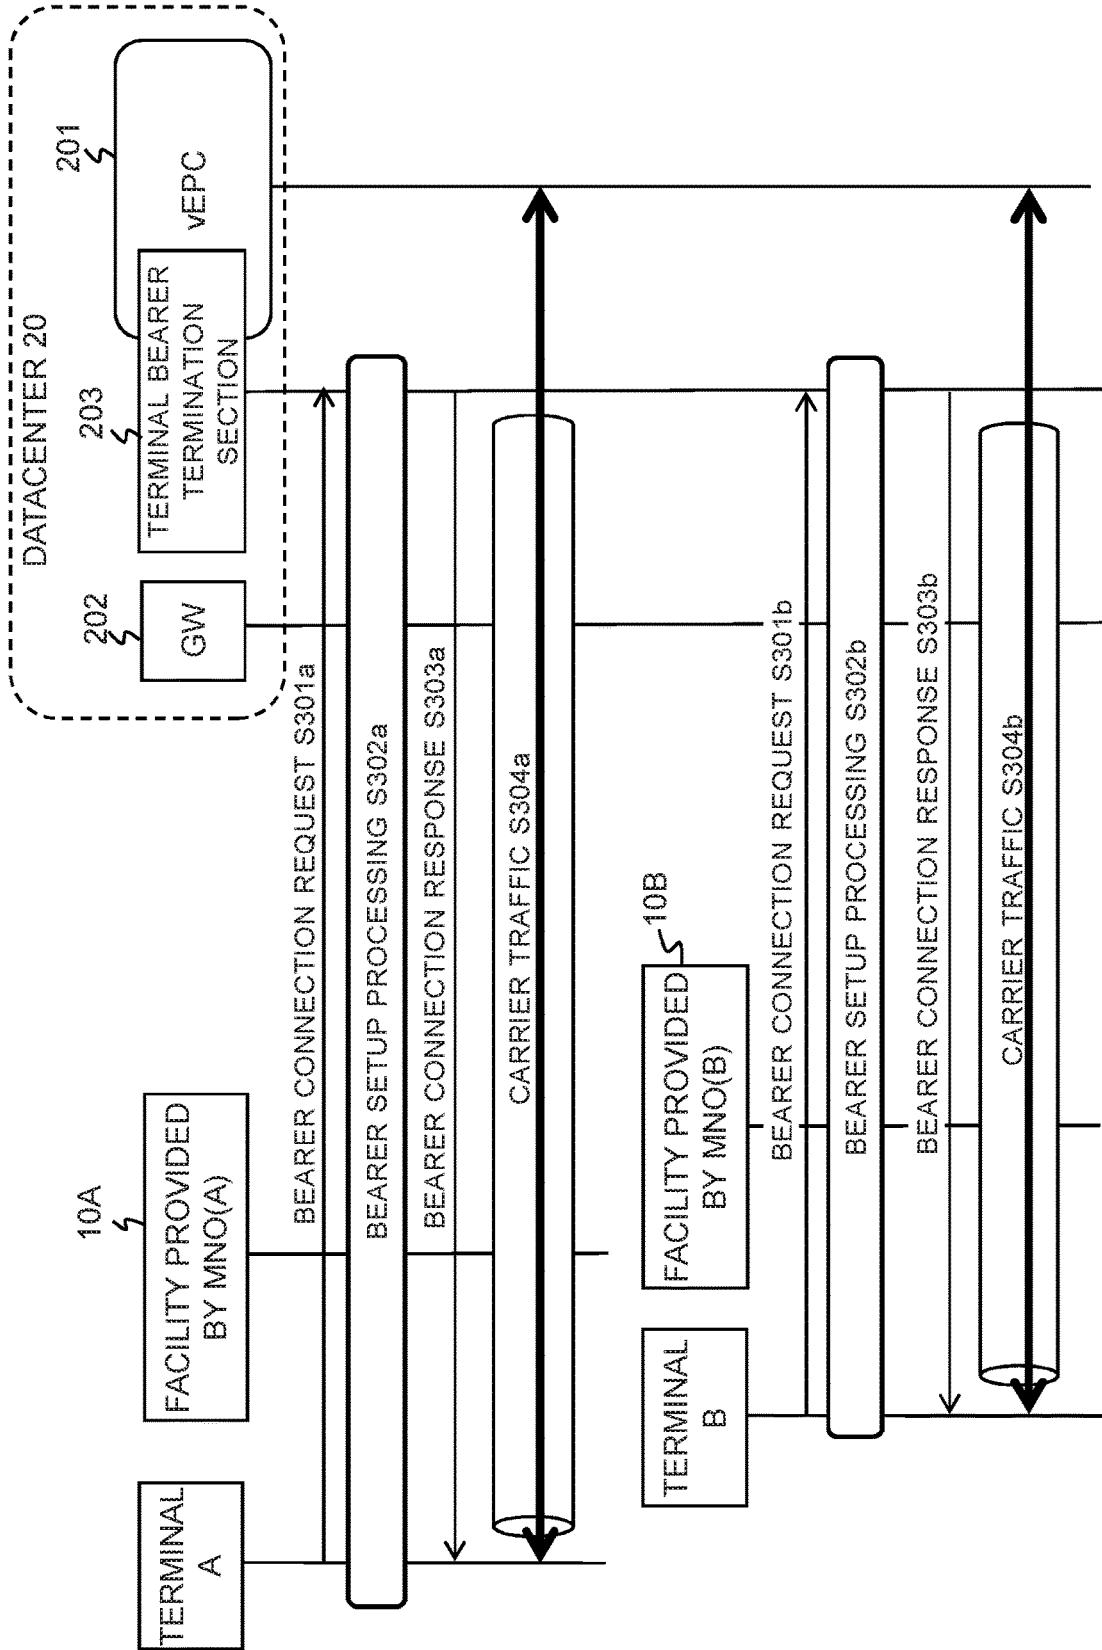 DATACENTER 20
202
203
201
GW
TERMINAL BEARER
TERMINATION
SECTION
vEPC
10A
TERMINAL
A
FACILITY PROVIDED
BY MNO(A)
BEARER CONNECTION REQUEST S301a
BEARER SETUP PROCESSING S302a
BEARER CONNECTION RESPONSE S303a
CARRIER TRAFFIC S304a
10B
TERMINAL
B
FACILITY PROVIDED
BY MNO(B)
BEARER CONNECTION REQUEST S301b
BEARER SETUP PROCESSING S302b
BEARER CONNECTION RESPONSE S303b
CARRIER TRAFFIC S304b